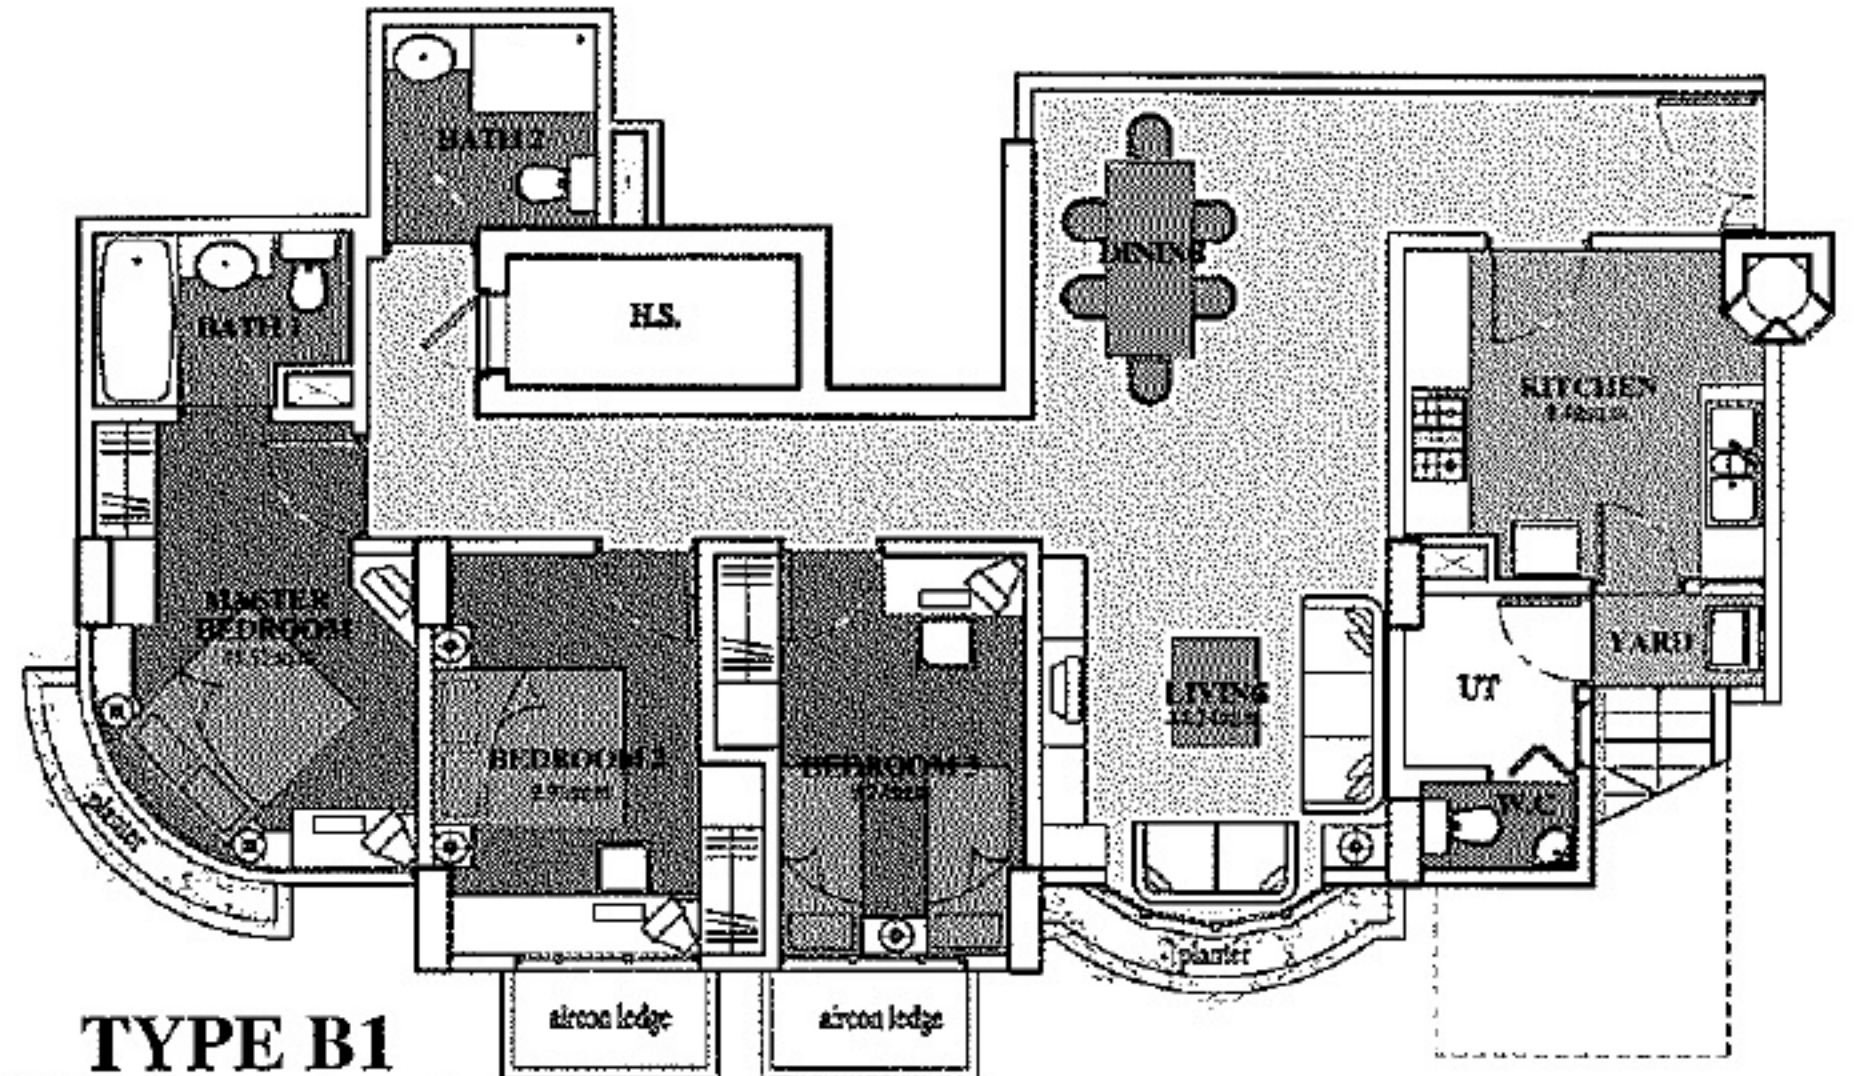 BATH 2
BATH 1
H.S.
DINING
KITCHEN
MASTER
BEDROOM
YARD
UT
LIVING
BEDROOM 2
BEDROOM 3
W.C
planter
planter
aircon ledge
aircon ledge
TYPE B1